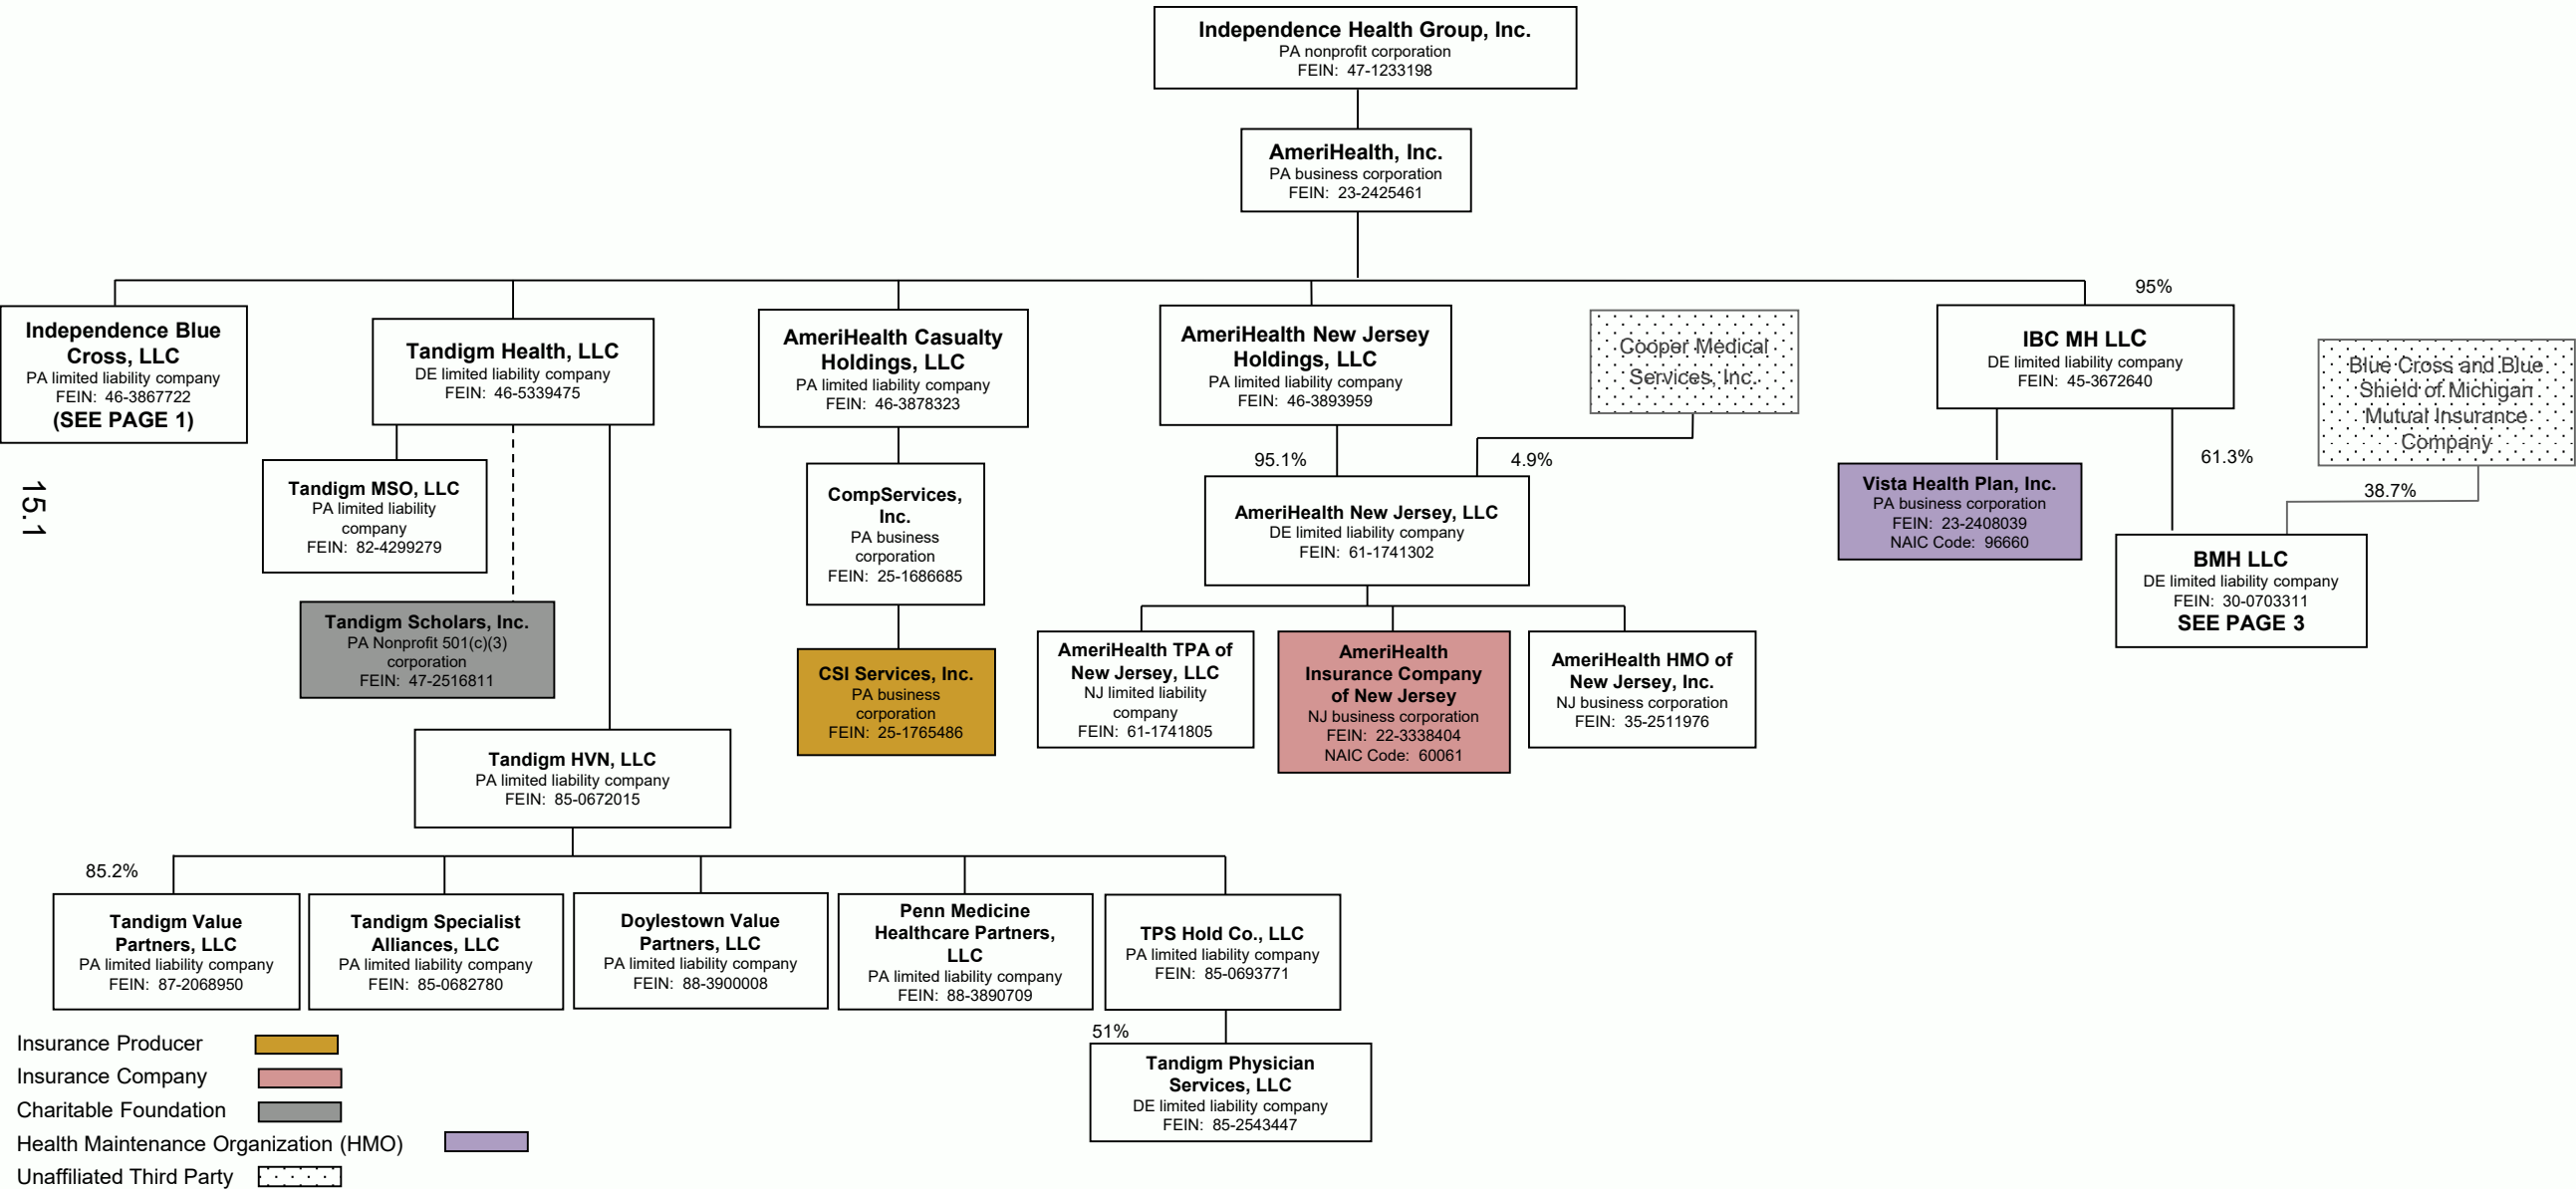 Independence Health Group, Inc.
PA nonprofit corporation
FEIN: 47-1233198
AmeriHealth, Inc.
PA business corporation
FEIN: 23-2425461
95%
Independence Blue
Cross, LLC
PA limited liability company
FEIN: 46-3867722
(SEE PAGE 1)
Tandigm Health, LLC
DE limited liability company
FEIN: 46-5339475
AmeriHealth Casualty
Holdings, LLC
PA limited liability company
FEIN: 46-3878323
AmeriHealth New Jersey
Holdings, LLC
PA limited liability company
FEIN: 46-3893959
Cooper Medical
Services, Inc.
IBC MH LLC
DE limited liability company
FEIN: 45-3672640
Blue Cross and Blue
Shield of Michigan
Mutual Insurance
Company
15.1
Tandigm MSO, LLC
PA limited liability
company
FEIN: 82-4299279
CompServices,
Inc.
PA business
corporation
FEIN: 25-1686685
95.1%
4.9%
AmeriHealth New Jersey, LLC
DE limited liability company
FEIN: 61-1741302
Vista Health Plan, Inc.
PA business corporation
FEIN: 23-2408039
NAIC Code: 96660
61.3%
38.7%
BMH LLC
DE limited liability company
FEIN: 30-0703311
SEE PAGE 3
Tandigm Scholars, Inc.
PA Nonprofit 501(c)(3)
corporation
FEIN: 47-2516811
CSI Services, Inc.
PA business
corporation
FEIN: 25-1765486
AmeriHealth TPA of
New Jersey, LLC
NJ limited liability
company
FEIN: 61-1741805
AmeriHealth
Insurance Company
of New Jersey
NJ business corporation
FEIN: 22-3338404
NAIC Code: 60061
AmeriHealth HMO of
New Jersey, Inc.
NJ business corporation
FEIN: 35-2511976
Tandigm HVN, LLC
PA limited liability company
FEIN: 85-0672015
85.2%
Tandigm Value
Partners, LLC
PA limited liability company
FEIN: 87-2068950
Tandigm Specialist
Alliances, LLC
PA limited liability company
FEIN: 85-0682780
Doylestown Value
Partners, LLC
PA limited liability company
FEIN: 88-3900008
Penn Medicine
Healthcare Partners,
LLC
PA limited liability company
FEIN: 88-3890709
TPS Hold Co., LLC
PA limited liability company
FEIN: 85-0693771
51%
Tandigm Physician
Services, LLC
DE limited liability company
FEIN: 85-2543447
Insurance Producer
Insurance Company
Charitable Foundation
Health Maintenance Organization (HMO)
Unaffiliated Third Party